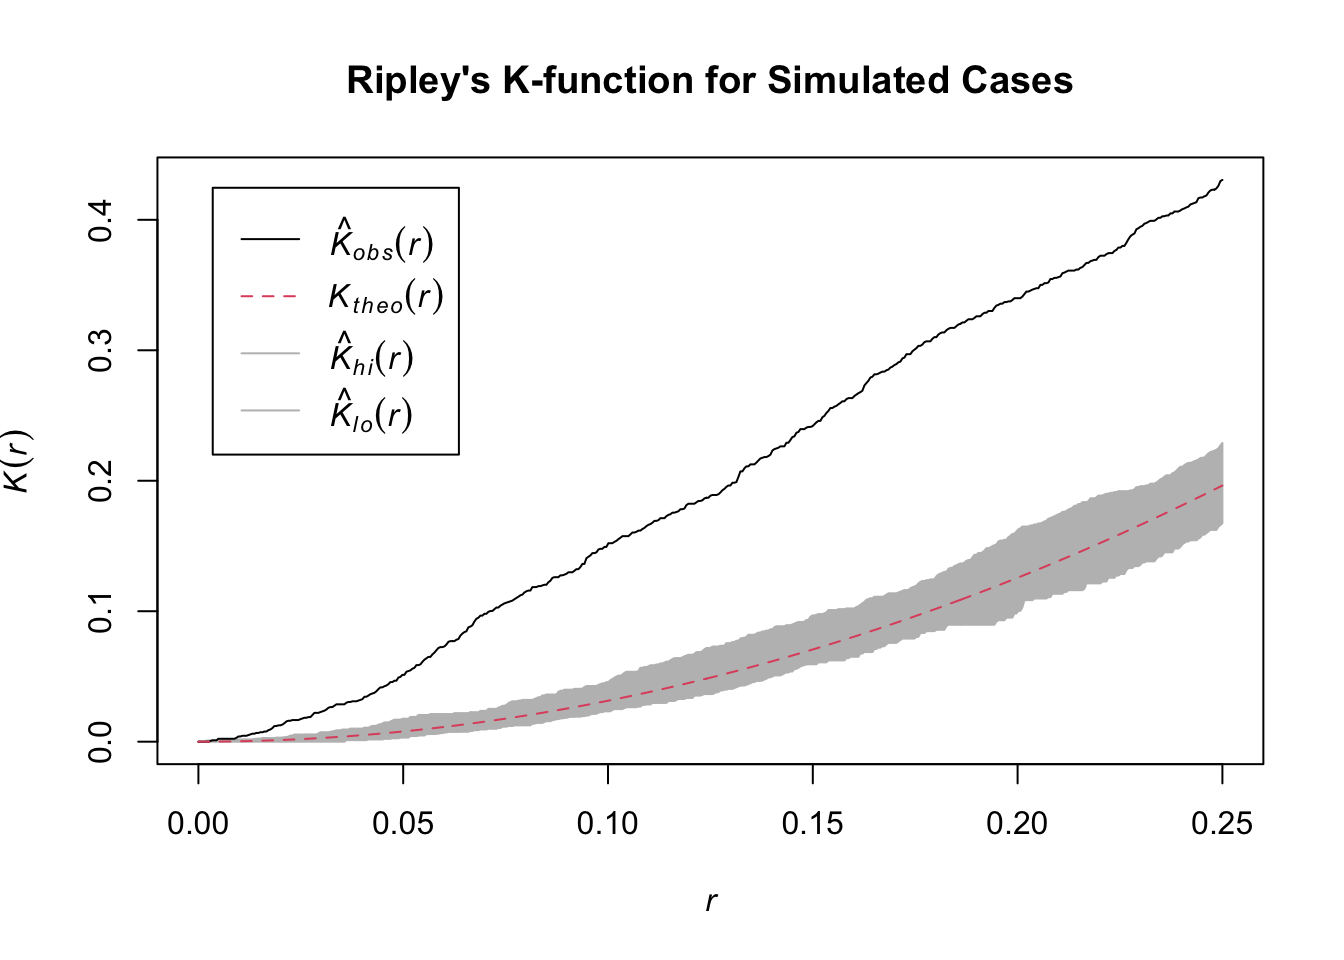 Ripley's K-function for Simulated Cases
K̂obs(r)
Ktheo(r)
K̂hi(r)
K̂lo(r)
K(r)
0.4
0.3
0.2
0.1
0.0
0.00 0.05 0.10 0.15 0.20 0.25
r